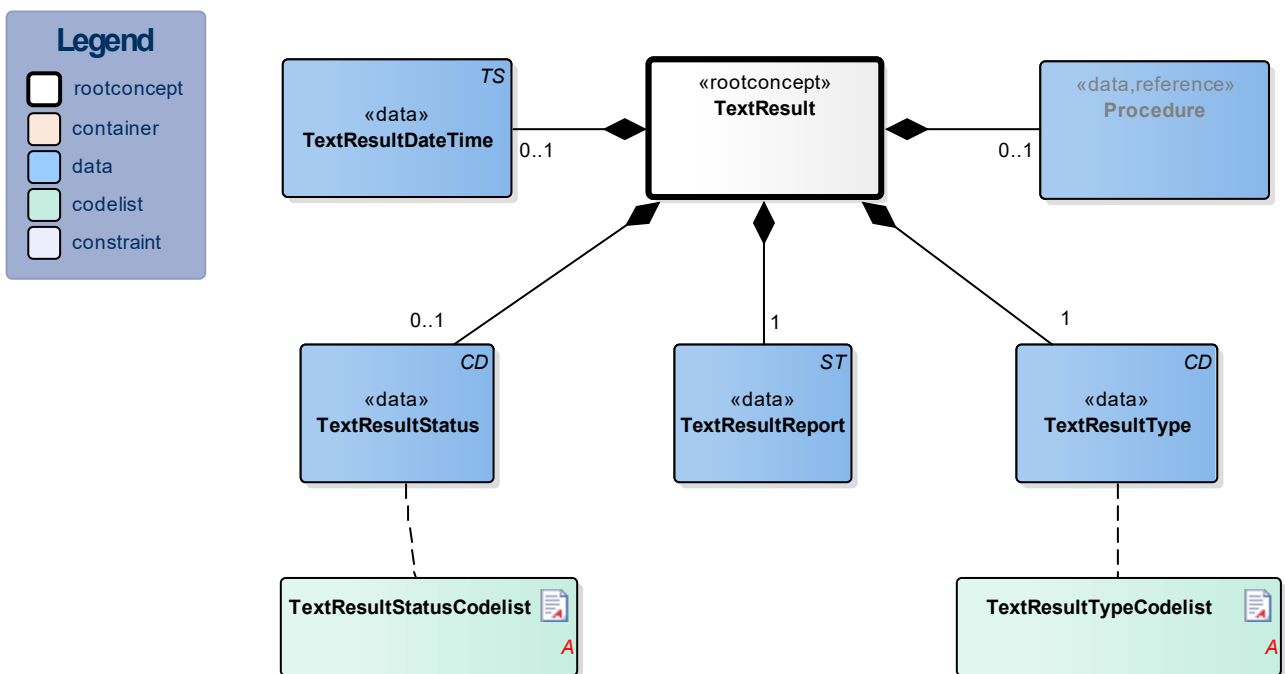 Legend
rootconcept
container
data
codelist
constraint
TS
«data»
TextResultDateTime
0..1
«rootconcept»
TextResult
0..1
«data,reference»
Procedure
0..1
1
1
CD
«data»
TextResultStatus
ST
«data»
TextResultReport
CD
«data»
TextResultType
TextResultStatusCodelist
A
TextResultTypeCodelist
A